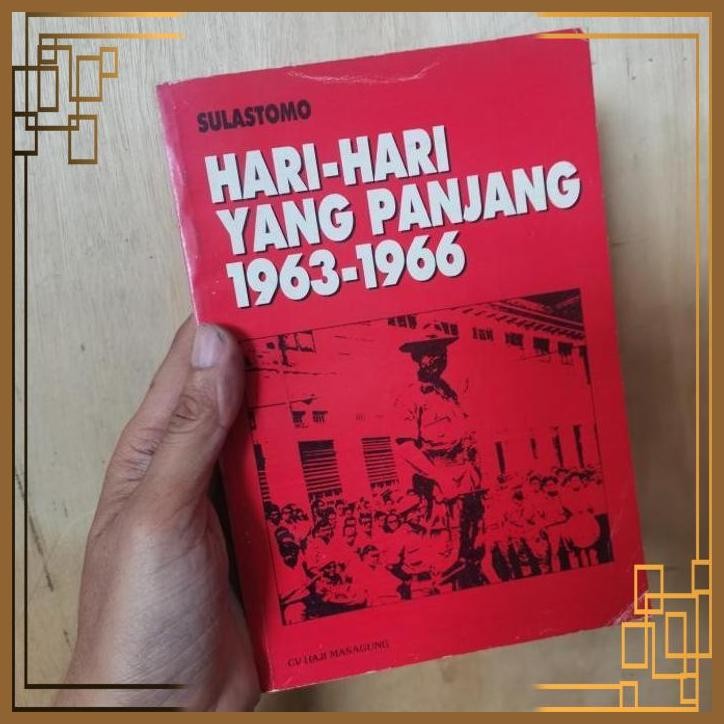 SULASTOMO
HARI-HARI
YANG PANJANG
1963-1966
CV HAJI MASAGUNG